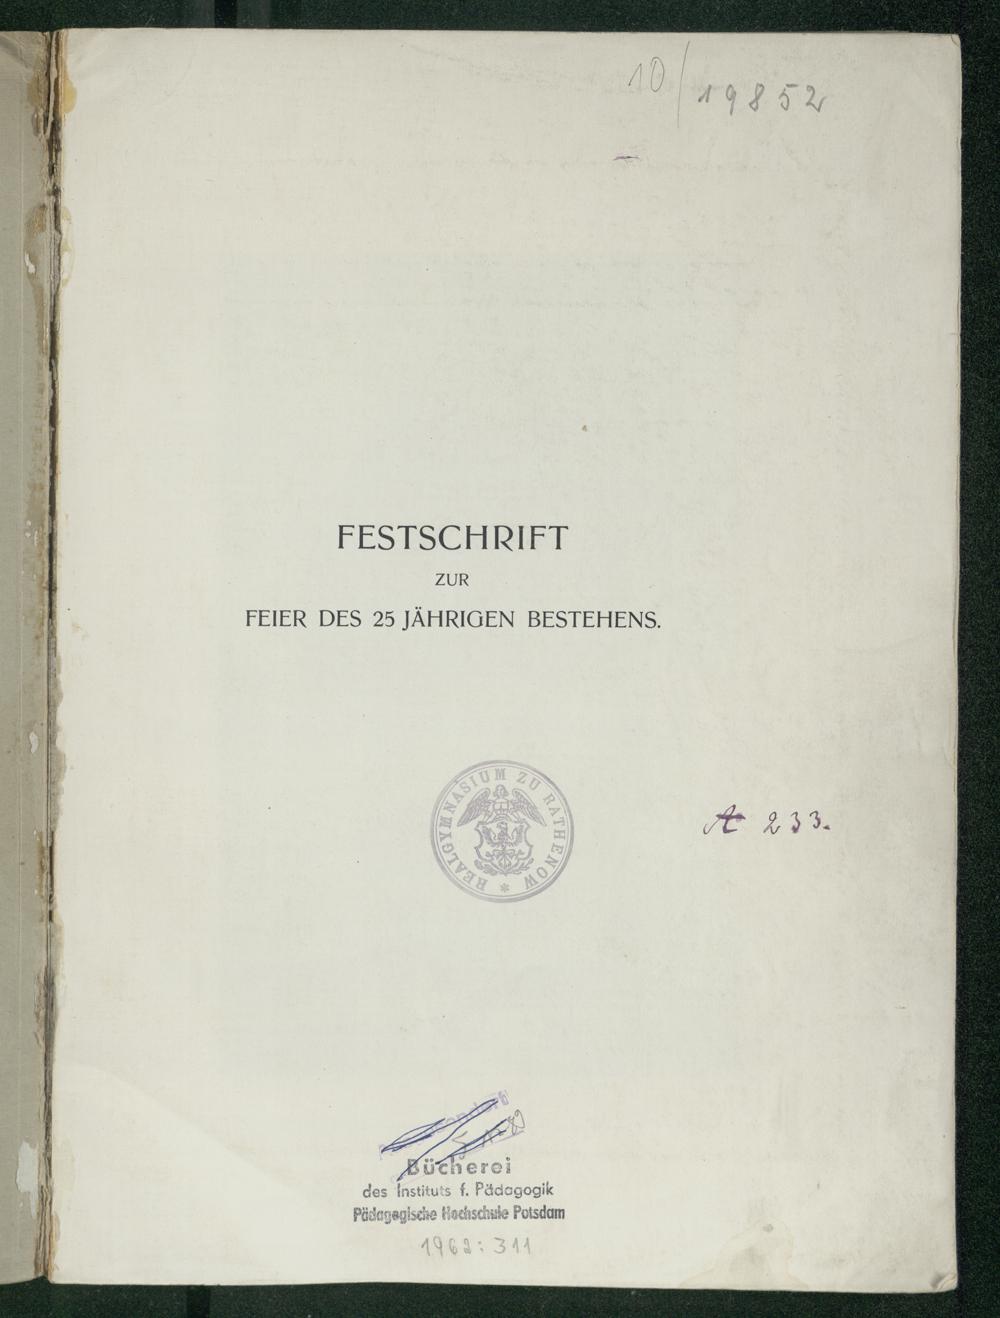 10/19852
FESTSCHRIFT
ZUR
FEIER DES 25 JÄHRIGEN BESTEHENS.
REALGYMNASIUM ZU RATHENOW *
A 233.
Bücherei
des Instituts f. Pädagogik
Pädagogische Hochschule Potsdam
1962:311